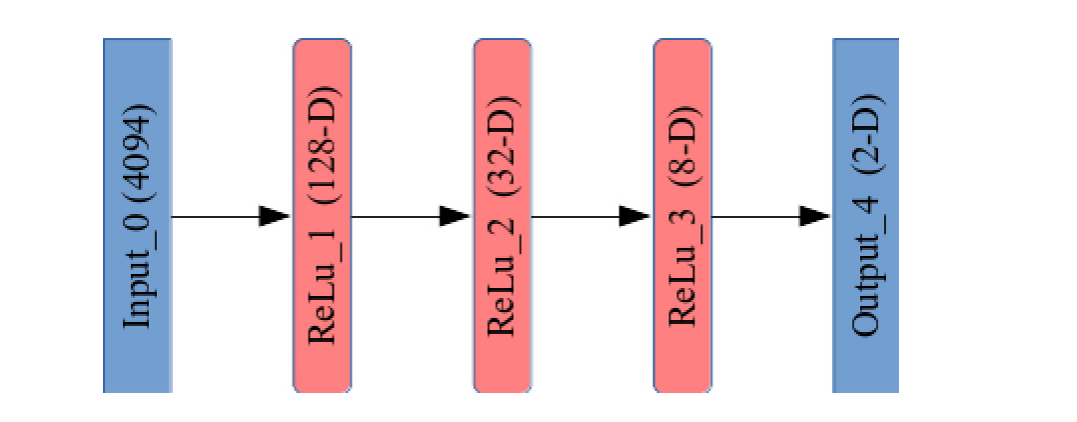 Input_0 (4094)
ReLu_1 (128-D)
ReLu_2 (32-D)
ReLu_3 (8-D)
Output_4 (2-D)